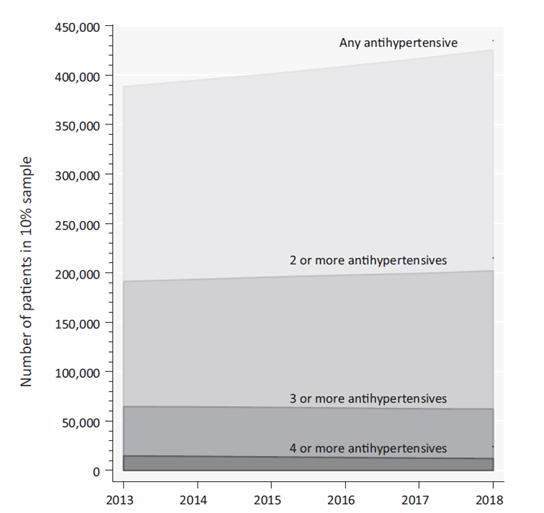 450,000
Any antihypertensive
400,000
350,000
300,000
2 or more antihypertensives
250,000
200,000
150,000
3 or more antihypertensives
100,000
50,000
4 or more antihypertensives
0
Number of patients in 10% sample
2013 2014 2015 2016 2017 2018